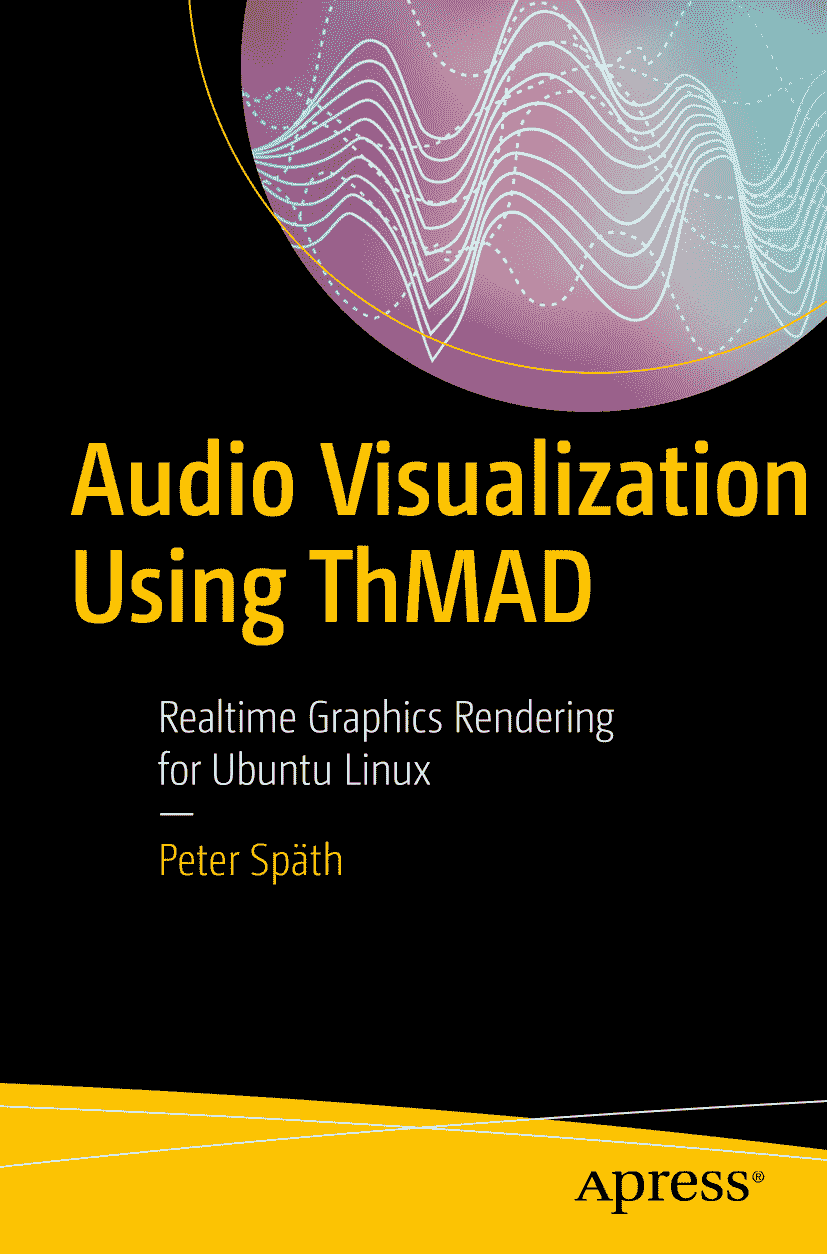 Audio Visualization
Using ThMAD
Realtime Graphics Rendering
for Ubuntu Linux
Peter Späth
Apress®